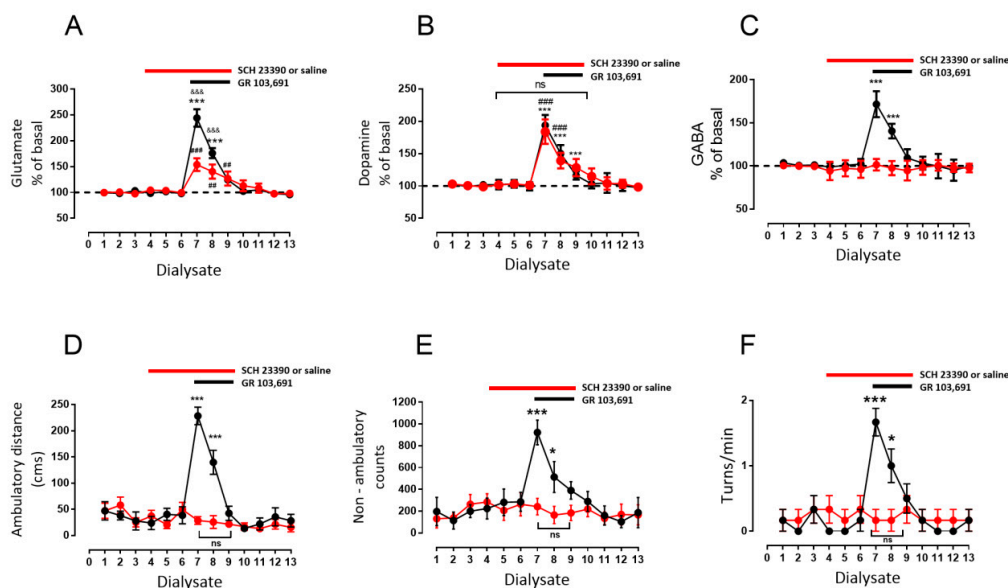 A
SCH 23390 or saline
GR 103,691
&&&
***
&&&
***
###
##
##
Glutamate
% of basal
300
250
200
150
100
50
0 1 2 3 4 5 6 7 8 9 10 11 12 13
Dialysate
B
SCH 23390 or saline
GR 103,691
ns
###
***
###
***
***
Dopamine
% of basal
250
200
150
100
50
0 1 2 3 4 5 6 7 8 9 10 11 12 13
Dialysate
C
SCH 23390 or saline
GR 103,691
***
***
GABA
% of basal
200
150
100
50
0 1 2 3 4 5 6 7 8 9 10 11 12 13
Dialysate
D
SCH 23390 or saline
GR 103,691
***
***
Ambulatory distance
(cms)
250
200
150
100
50
0
ns
0 1 2 3 4 5 6 7 8 9 10 11 12 13
Dialysate
E
SCH 23390 or saline
GR 103,691
***
*
Non - ambulatory
counts
1200
1000
800
600
400
200
0
ns
1 2 3 4 5 6 7 8 9 10 11 12 13
Dialysate
F
SCH 23390 or saline
GR 103,691
***
*
Turns/min
2
1
0
ns
0 1 2 3 4 5 6 7 8 9 10 11 12 13
Dialysate